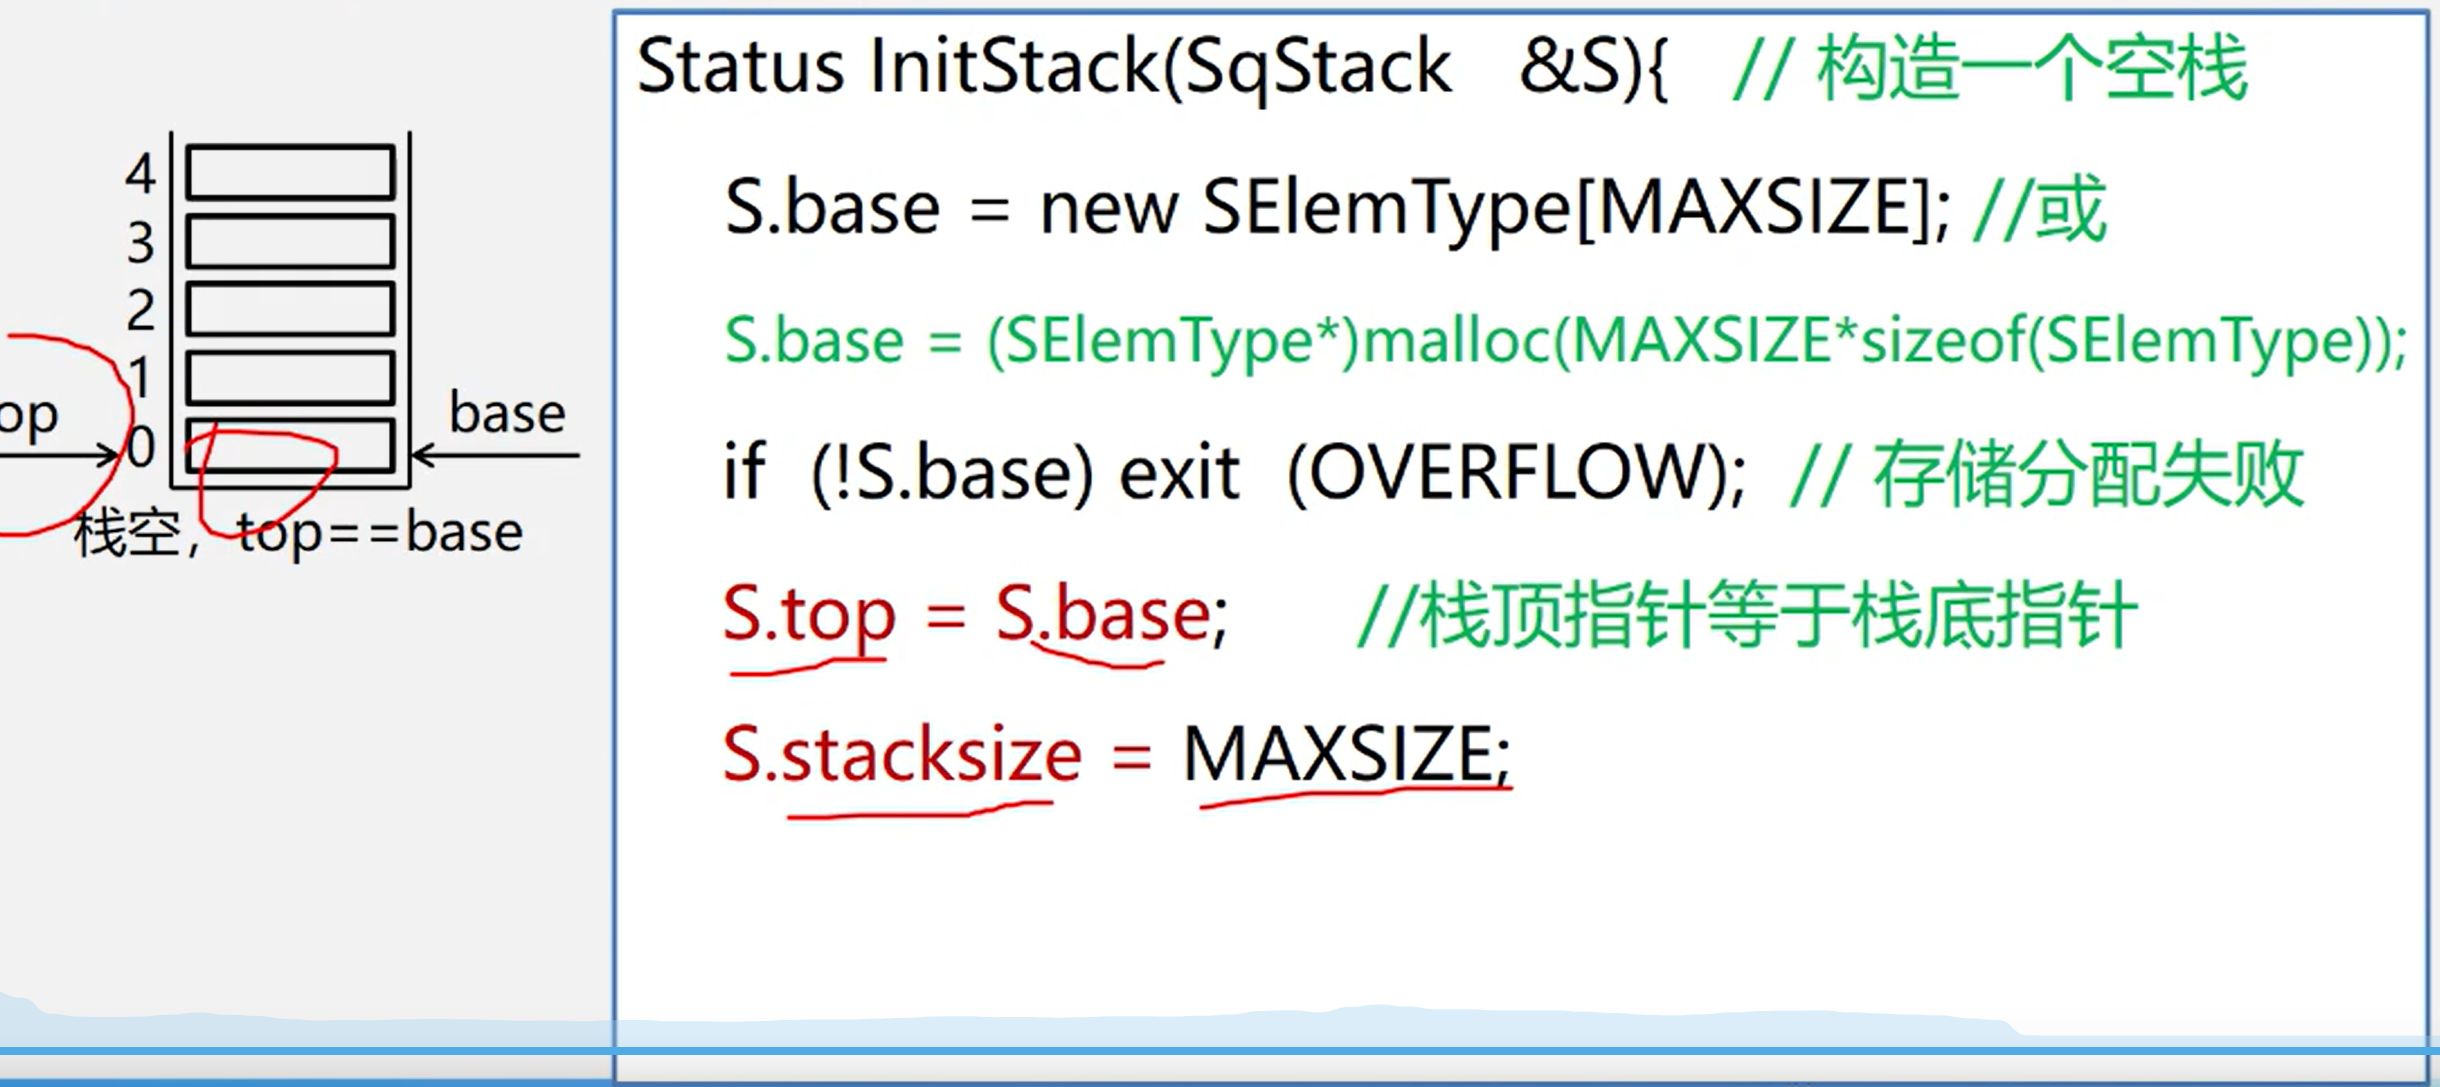 Status InitStack(SqStack &S){ // 构造一个空栈
S.base = new SElemType[MAXSIZE]; //或
S.base = (SElemType*)malloc(MAXSIZE*sizeof(SElemType));
if (!S.base) exit (OVERFLOW); // 存储分配失败
S.top = S.base; //栈顶指针等于栈底指针
S.stacksize = MAXSIZE;
4
3
2
1
op
0
base
栈空, top==base